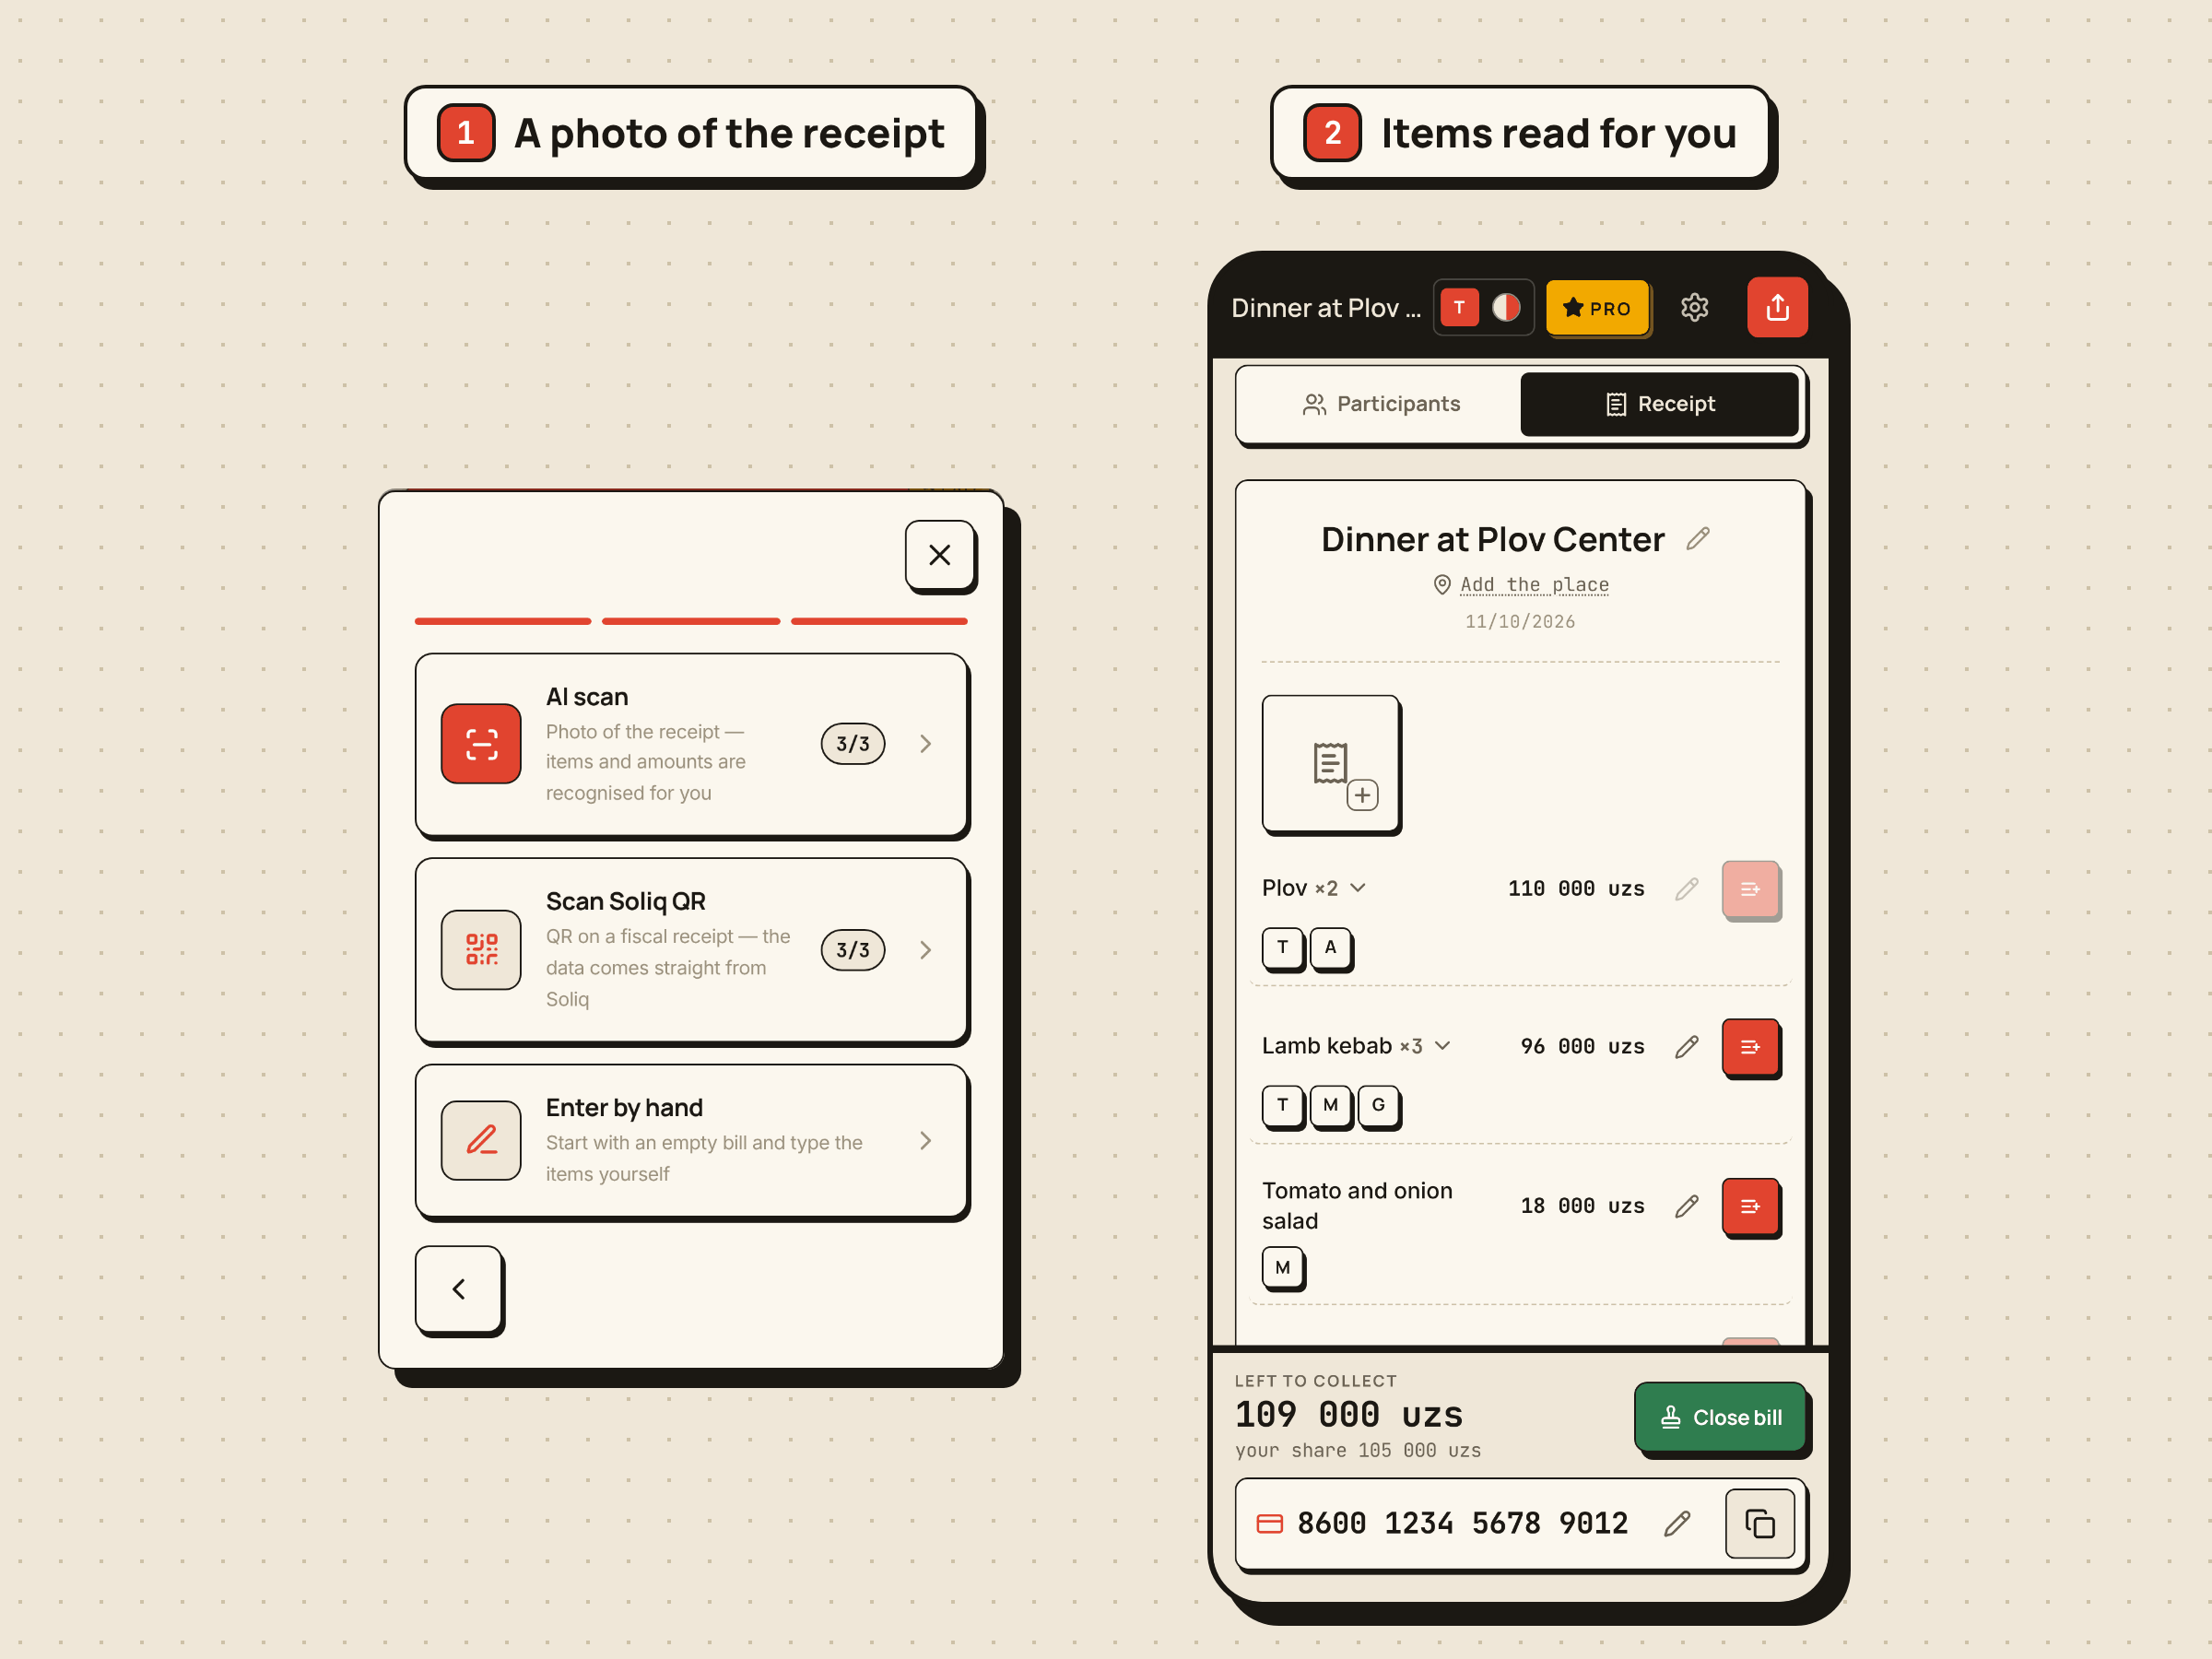 1 A photo of the receipt
AI scan
Photo of the receipt —
items and amounts are
recognised for you
3/3
Scan Soliq QR
QR on a fiscal receipt — the
data comes straight from
Soliq
3/3
Enter by hand
Start with an empty bill and type the
items yourself
2 Items read for you
Dinner at Plov ... T PRO
Participants Receipt
Dinner at Plov Center
Add the place
11/10/2026
Plov ×2 110 000 UZS
T A
Lamb kebab ×3 96 000 UZS
T M G
Tomato and onion
salad
18 000 UZS
M
LEFT TO COLLECT
109 000 UZS
your share 105 000 UZS
Close bill
8600 1234 5678 9012